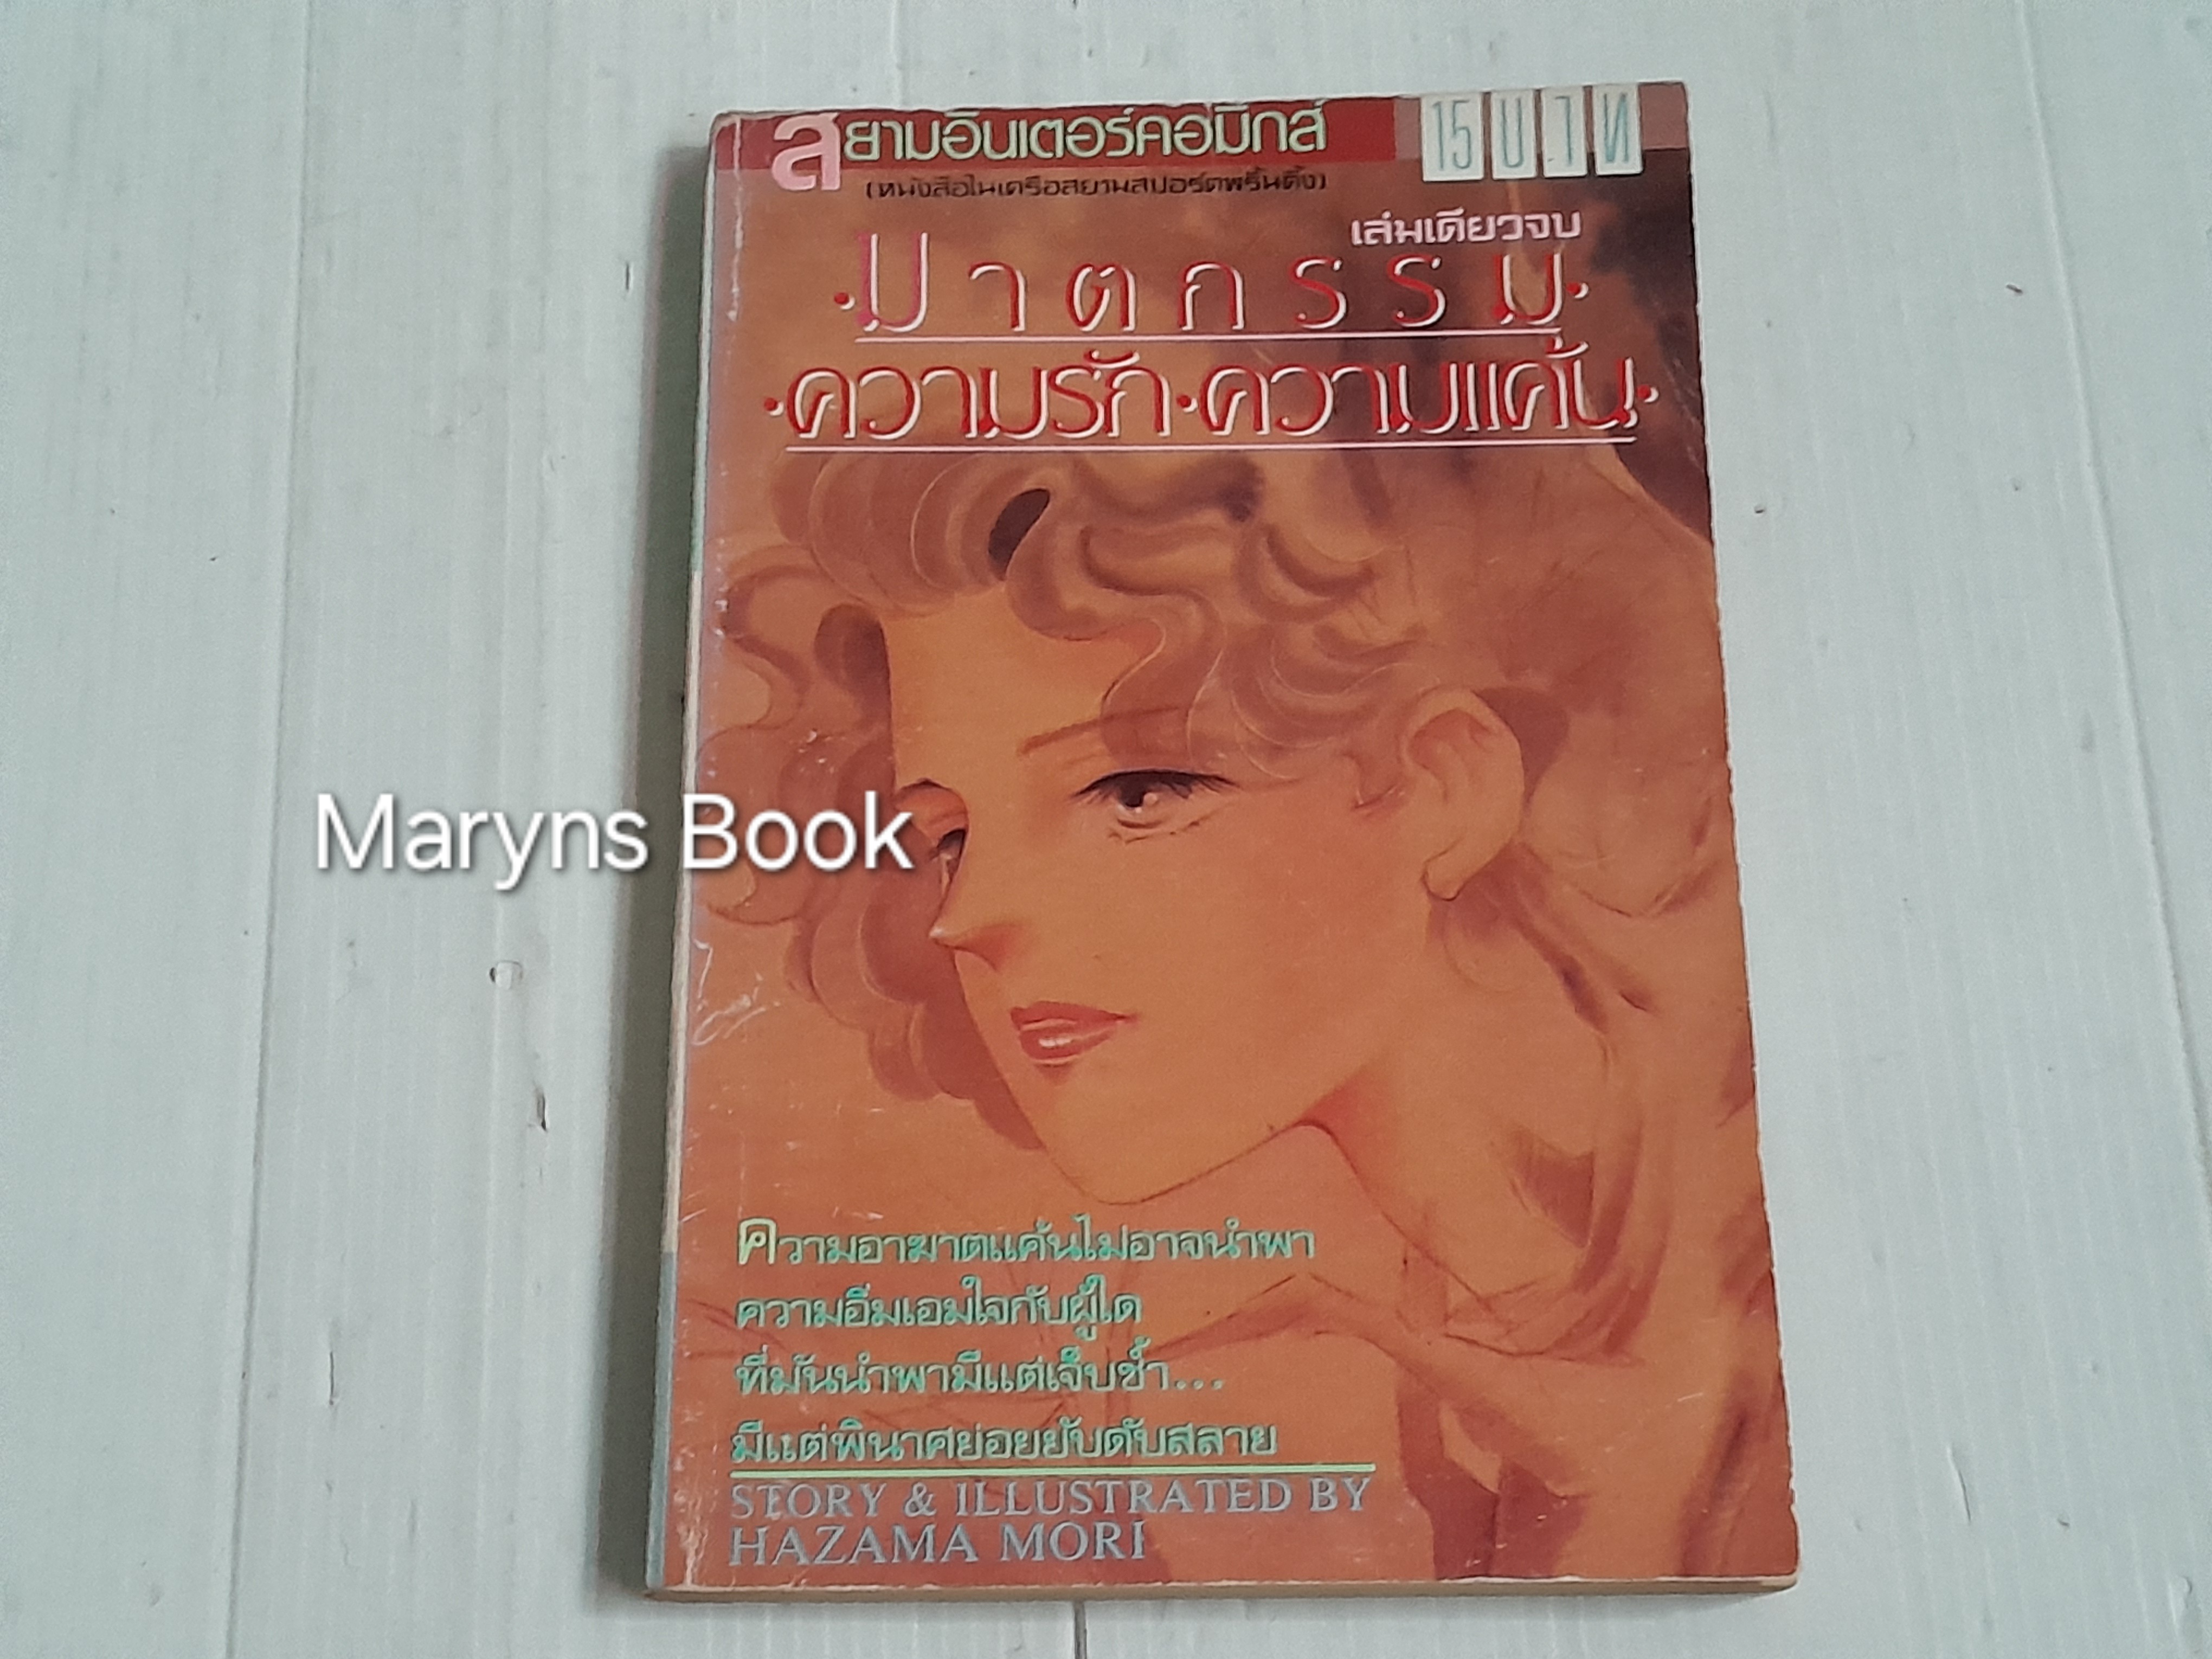 สยามอินเตอร์คอมิกส์
15 บาท
(หนังสือในเครือสยามสปอร์ตพริ้นติ้ง)
เล่มเดียวจบ
·ฆาตกรรม·
·ความรัก·ความแค้น·
Maryns Book
ความอาฆาตแค้นไม่อาจนำพา
ความอิ่มเอมใจกับผู้ใด
ที่มันนำพามีแต่เจ็บช้ำ...
มีแต่พินาศย่อยยับดับสลาย
STORY & ILLUSTRATED BY
HAZAMA MORI